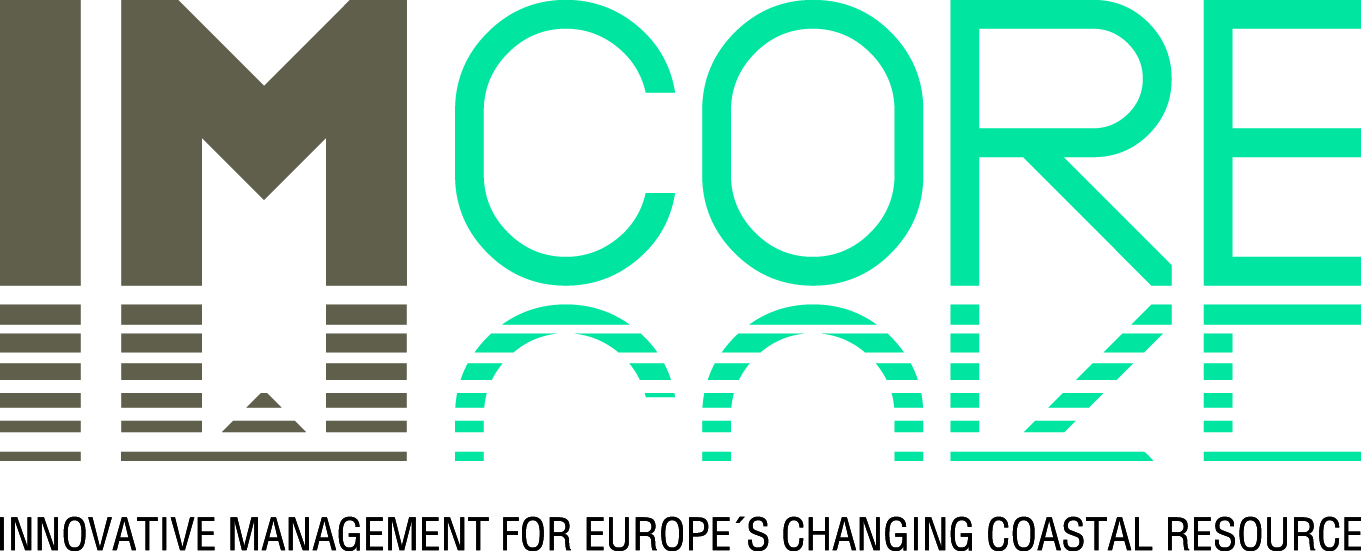 IMCORE
INNOVATIVE MANAGEMENT FOR EUROPE´S CHANGING COASTAL RESOURCE